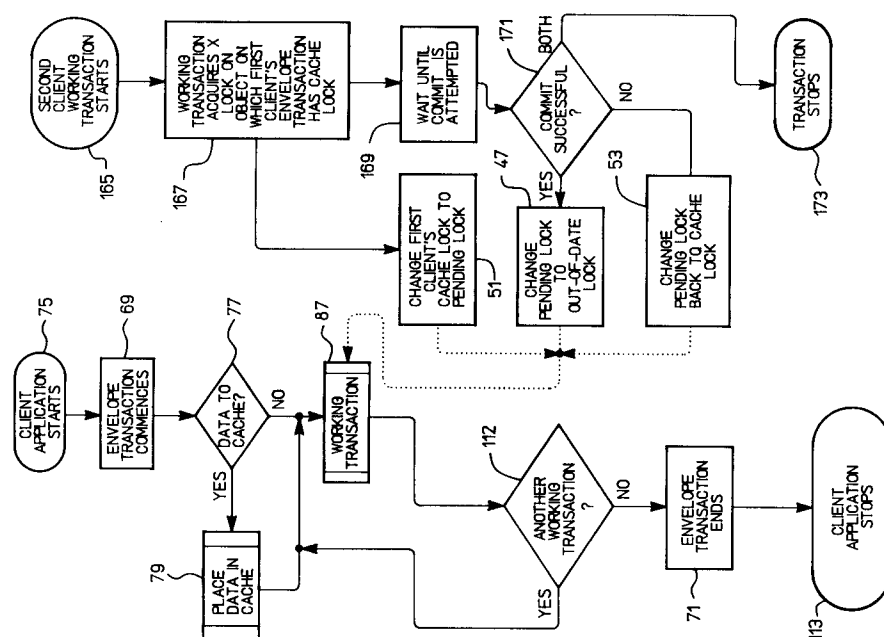 SECOND
CLIENT
WORKING
TRANSACTION
STARTS
165
WORKING
TRANSACTION
ACQUIRES X
LOCK ON
OBJECT ON
WHICH FIRST
CLIENT'S
ENVELOPE
TRANSACTION
HAS CACHE
LOCK
167
WAIT UNTIL
COMMIT IS
ATTEMPTED
169
COMMIT
SUCCESSFUL
?
171
BOTH
YES
NO
CHANGE FIRST
CLIENT'S
CACHE LOCK TO
PENDING LOCK
51
CHANGE
PENDING LOCK
TO
OUT-OF-DATE
LOCK
47
CHANGE
PENDING LOCK
BACK TO CACHE
LOCK
53
TRANSACTION
STOPS
173
CLIENT
APPLICATION
STARTS
75
ENVELOPE
TRANSACTION
COMMENCES
69
DATA TO
CACHE?
77
YES
NO
PLACE
DATA IN
CACHE
79
WORKING
TRANSACTION
87
ANOTHER
WORKING
TRANSACTION
?
112
YES
NO
ENVELOPE
TRANSACTION
ENDS
71
CLIENT
APPLICATION
STOPS
113